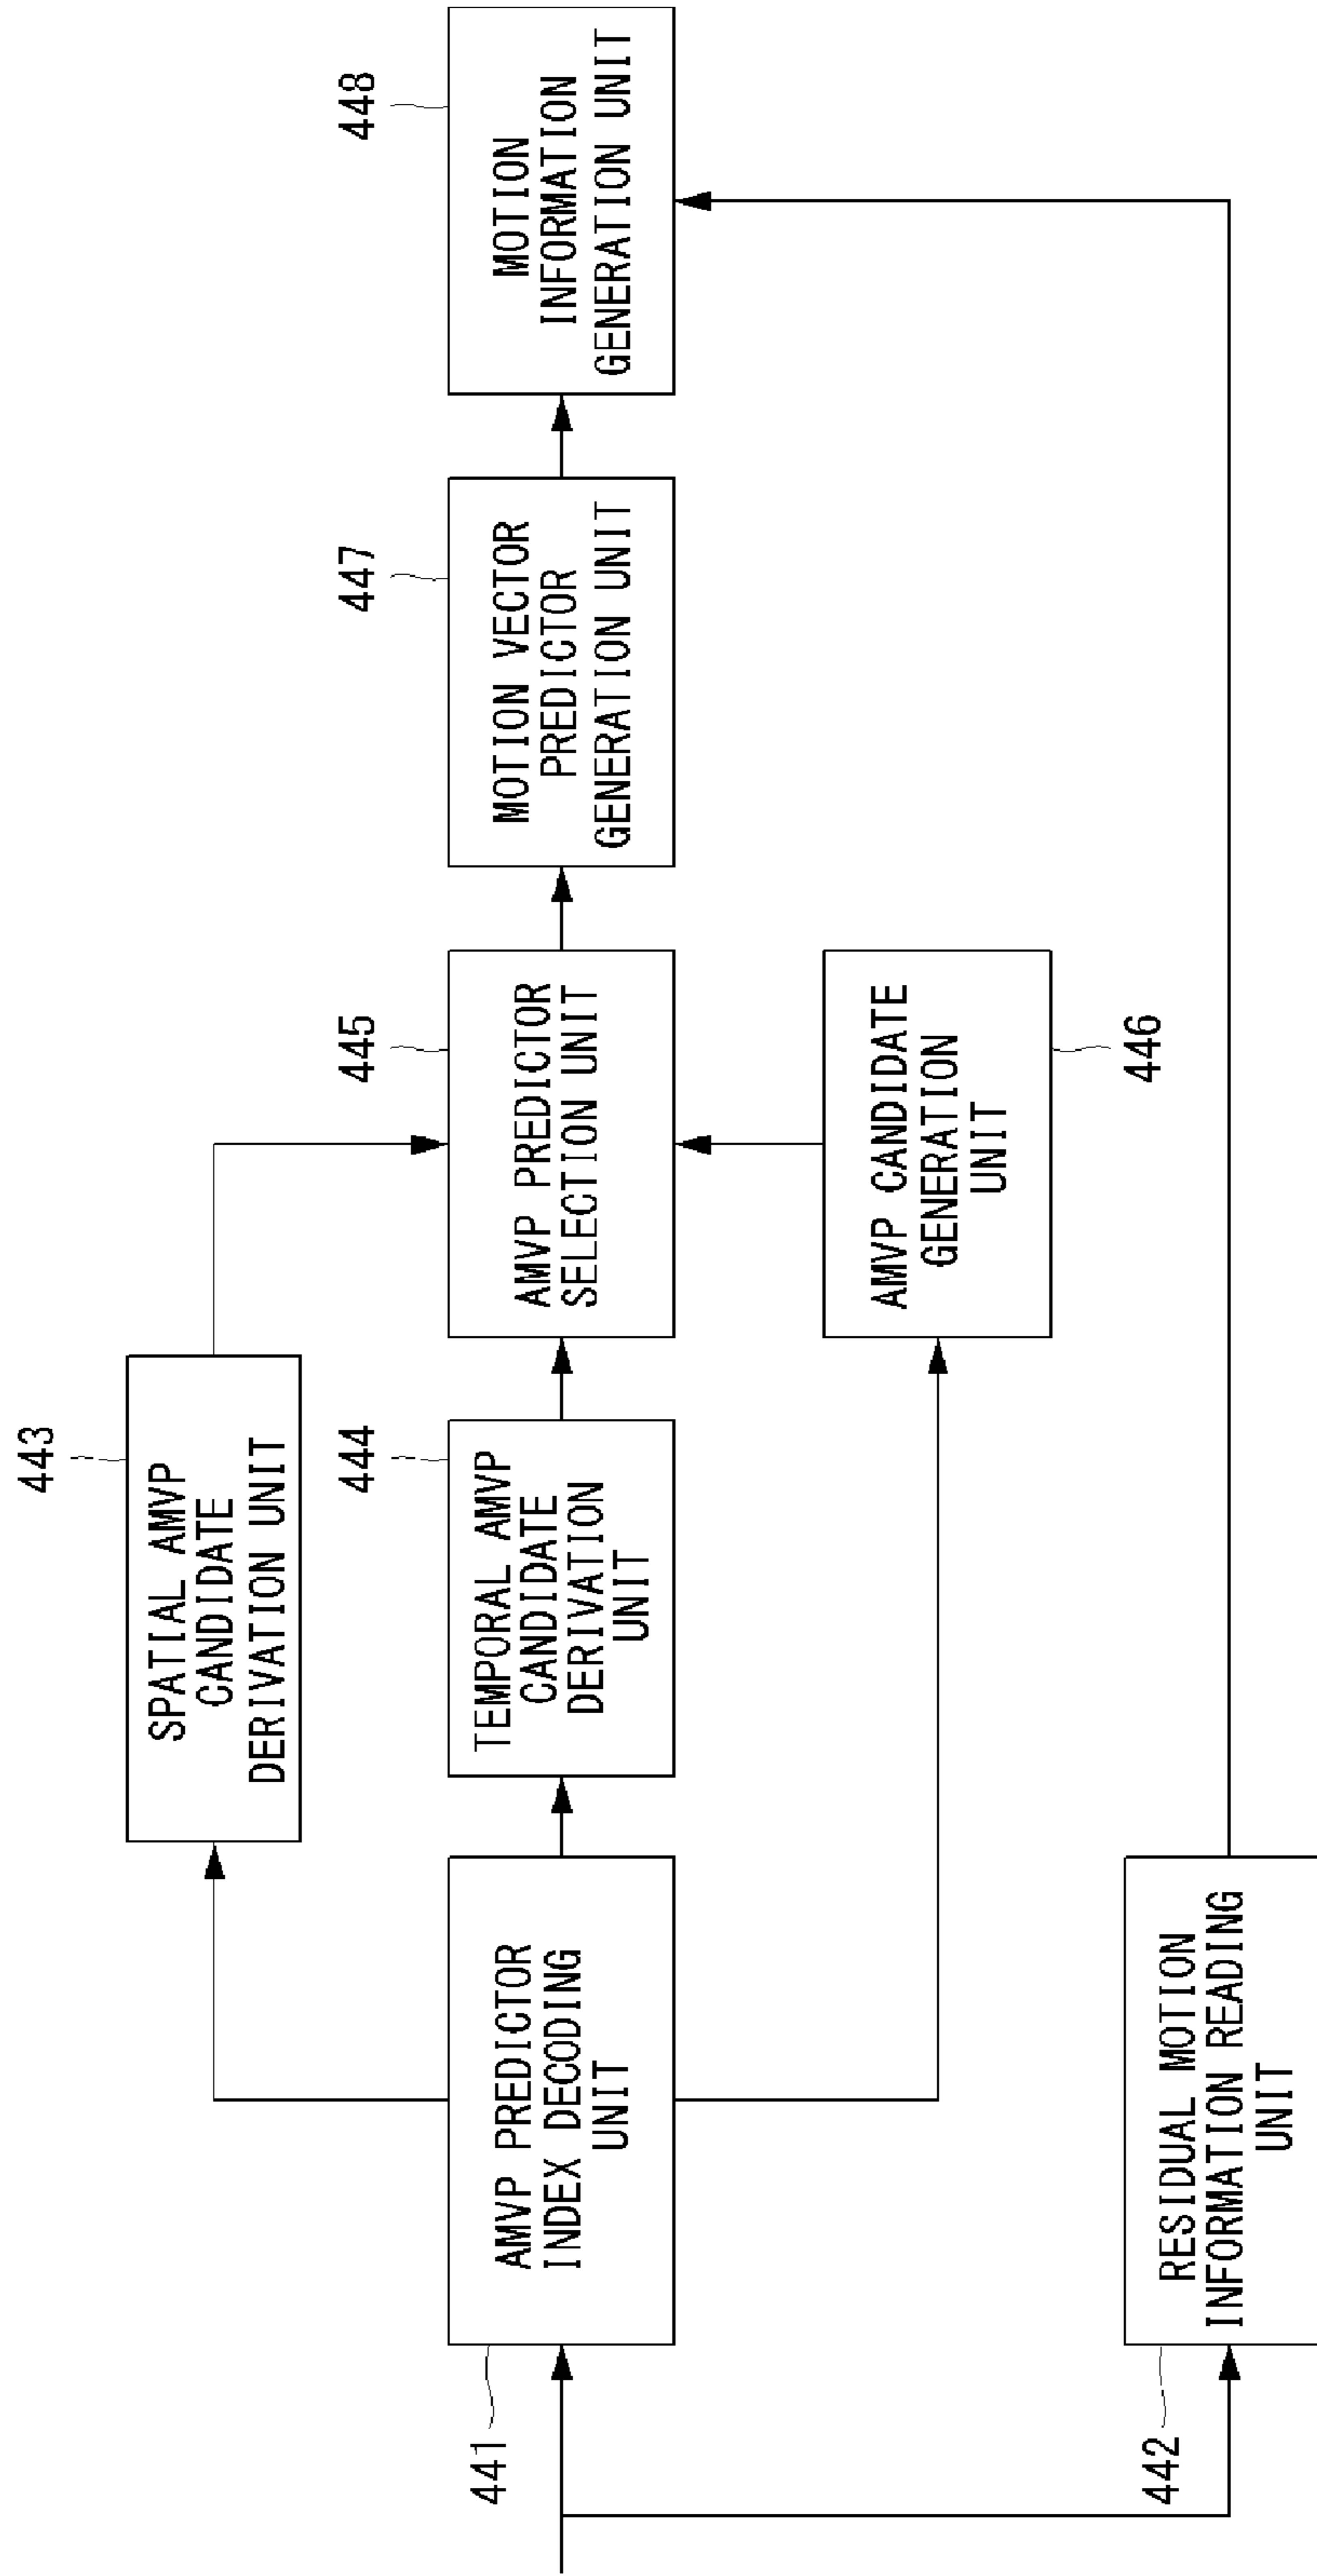 443
SPATIAL AMVP
CANDIDATE
DERIVATION UNIT
441
AMVP PREDICTOR
INDEX DECODING
UNIT
444
TEMPORAL AMVP
CANDIDATE
DERIVATION
UNIT
445
AMVP PREDICTOR
SELECTION UNIT
447
MOTION VECTOR
PREDICTOR
GENERATION UNIT
448
MOTION
INFORMATION
GENERATION UNIT
AMVP CANDIDATE
GENERATION
UNIT
446
442
RESIDUAL MOTION
INFORMATION READING
UNIT